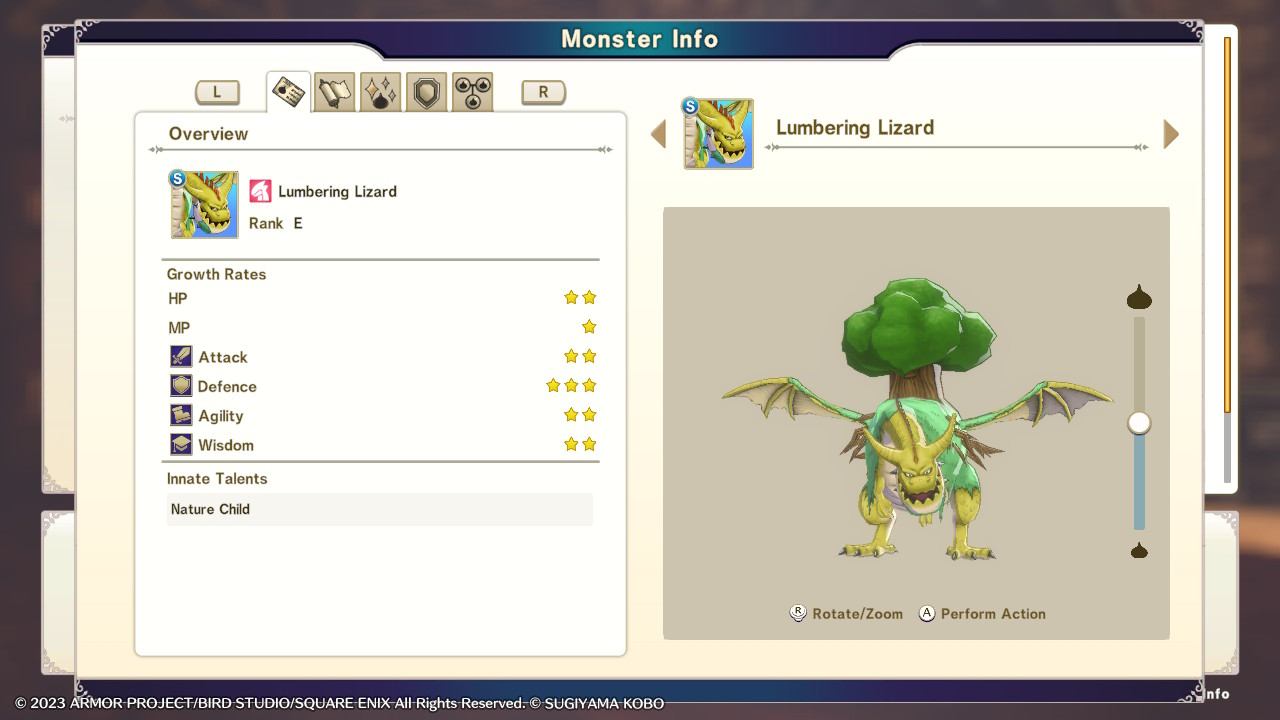 Monster Info
L
R
Overview
S
Lumbering Lizard
Rank E
Growth Rates
HP
MP
Attack
Defence
Agility
Wisdom
Innate Talents
Nature Child
S
Lumbering Lizard
R Rotate/Zoom A Perform Action
nfo
© 2023 ARMOR PROJECT/BIRD STUDIO/SQUARE ENIX All Rights Reserved. © SUGIYAMA KOBO